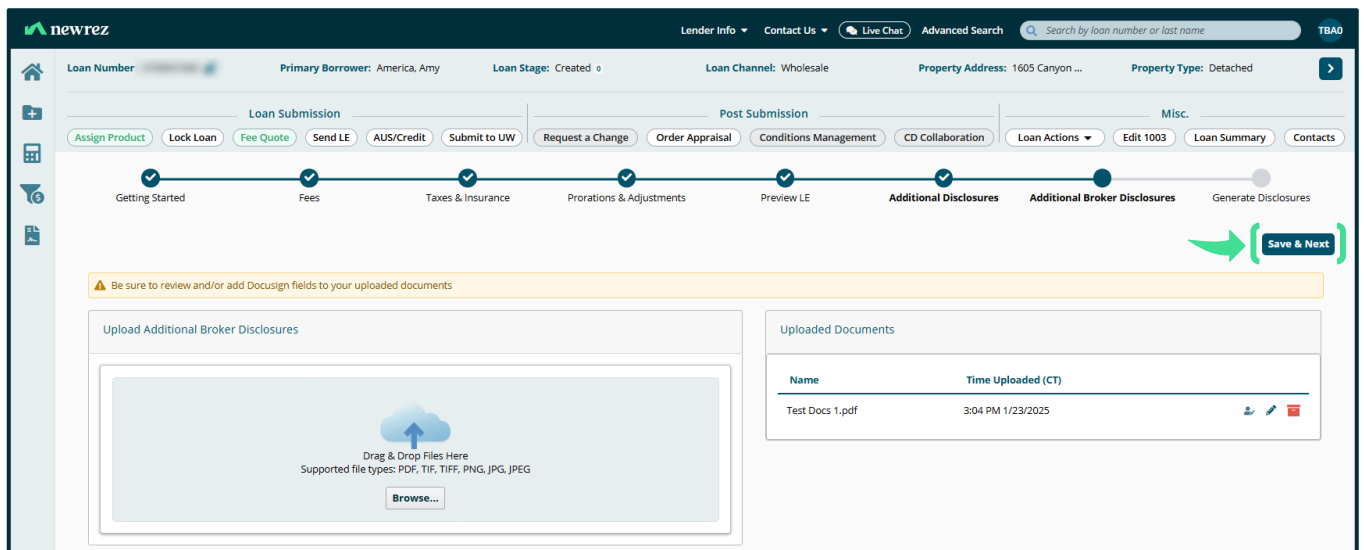 newrez Lender Info Contact Us Live Chat Advanced Search Search by loan number or last name TBA0
Loan Number Primary Borrower: America, Amy Loan Stage: Created 0 Loan Channel: Wholesale Property Address: 1605 Canyon ... Property Type: Detached
Loan Submission Post Submission Misc.
Assign Product Lock Loan Fee Quote Send LE AUS/Credit Submit to UW Request a Change Order Appraisal Conditions Management CD Collaboration Loan Actions Edit 1003 Loan Summary Contacts
Getting Started Fees Taxes & Insurance Prorations & Adjustments Preview LE Additional Disclosures Additional Broker Disclosures Generate Disclosures
Save & Next
Be sure to review and/or add Docusign fields to your uploaded documents
Upload Additional Broker Disclosures Uploaded Documents
Name Time Uploaded (CT)
Test Docs 1.pdf 3:04 PM 1/23/2025
Drag & Drop Files Here
Supported file types: PDF, TIF, TIFF, PNG, JPG, JPEG
Browse...